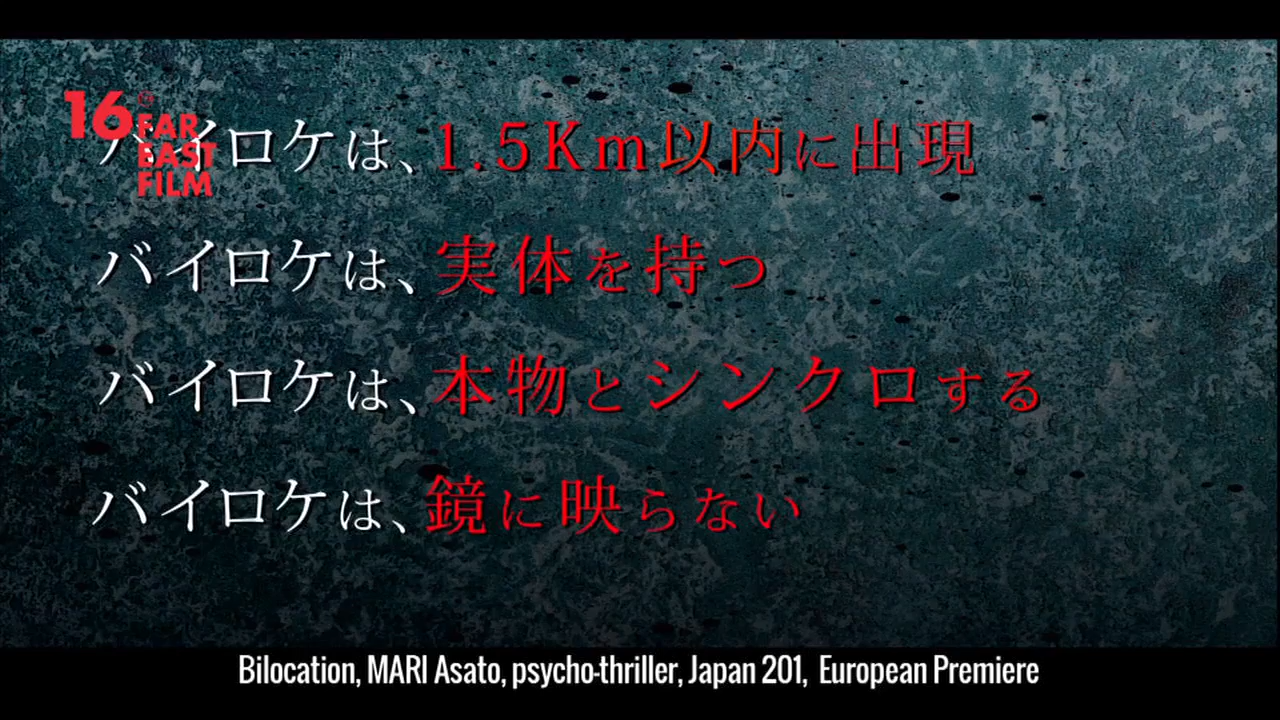 16
FAR
EAST
FILM
バイロケは、1.5Km以内に出現
バイロケは、実体を持つ
バイロケは、本物とシンクロする
バイロケは、鏡に映らない
Bilocation, MARI Asato, psycho-thriller, Japan 201, European Premiere